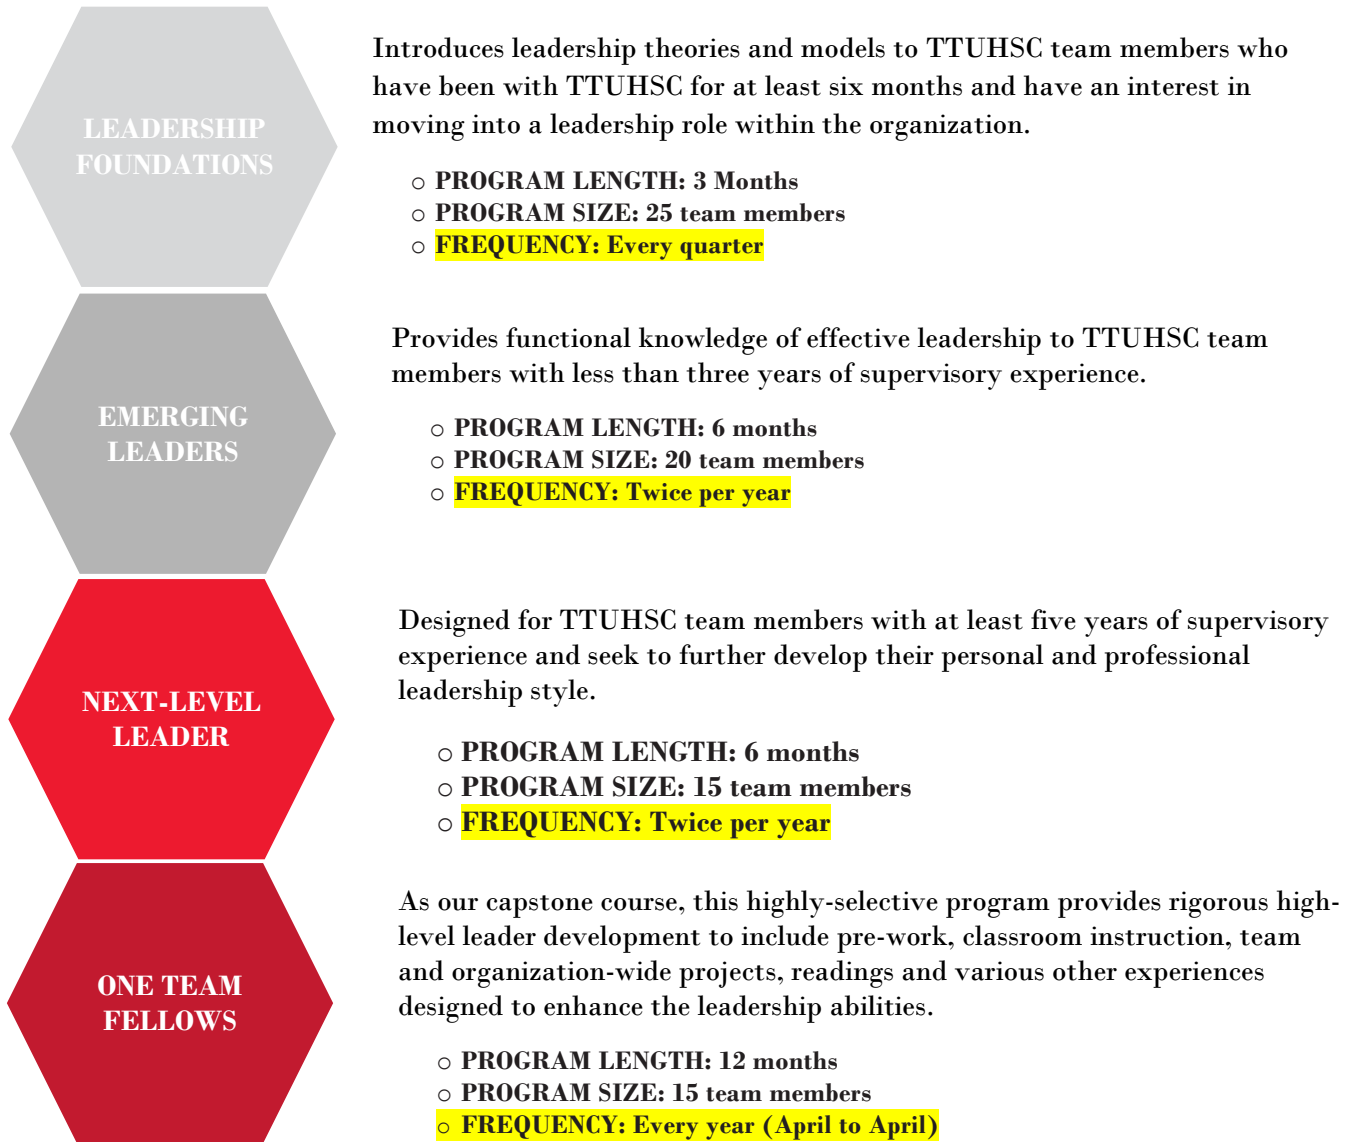 LEADERSHIP
FOUNDATIONS
Introduces leadership theories and models to TTUHSC team members who
have been with TTUHSC for at least six months and have an interest in
moving into a leadership role within the organization.
○ PROGRAM LENGTH: 3 Months
○ PROGRAM SIZE: 25 team members
○ FREQUENCY: Every quarter
EMERGING
LEADERS
Provides functional knowledge of effective leadership to TTUHSC team
members with less than three years of supervisory experience.
○ PROGRAM LENGTH: 6 months
○ PROGRAM SIZE: 20 team members
○ FREQUENCY: Twice per year
NEXT-LEVEL
LEADER
Designed for TTUHSC team members with at least five years of supervisory
experience and seek to further develop their personal and professional
leadership style.
○ PROGRAM LENGTH: 6 months
○ PROGRAM SIZE: 15 team members
○ FREQUENCY: Twice per year
ONE TEAM
FELLOWS
As our capstone course, this highly-selective program provides rigorous high-
level leader development to include pre-work, classroom instruction, team
and organization-wide projects, readings and various other experiences
designed to enhance the leadership abilities.
○ PROGRAM LENGTH: 12 months
○ PROGRAM SIZE: 15 team members
○ FREQUENCY: Every year (April to April)